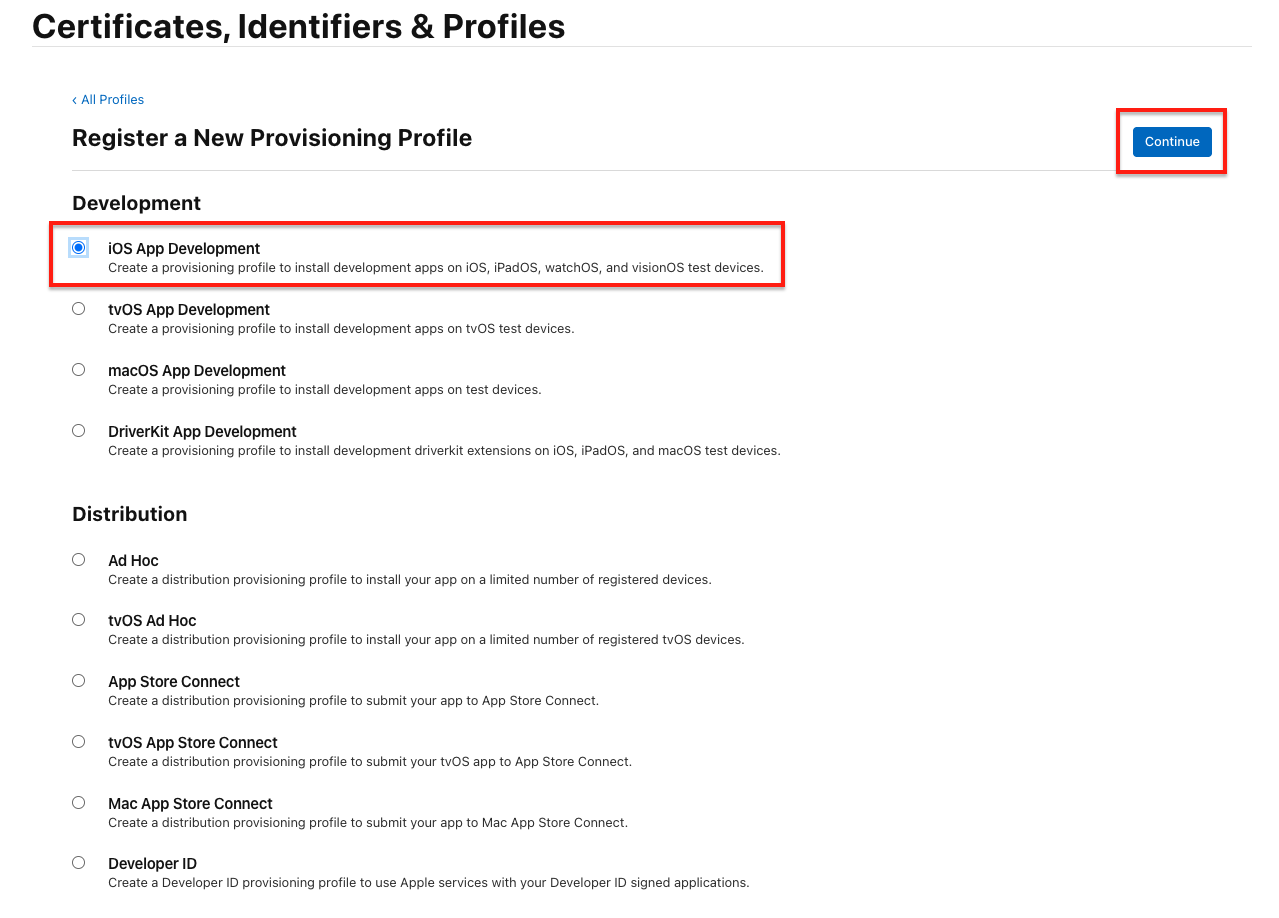 Certificates, Identifiers & Profiles
‹ All Profiles
Register a New Provisioning Profile
Continue
Development
iOS App Development
Create a provisioning profile to install development apps on iOS, iPadOS, watchOS, and visionOS test devices.
tvOS App Development
Create a provisioning profile to install development apps on tvOS test devices.
macOS App Development
Create a provisioning profile to install development apps on test devices.
DriverKit App Development
Create a provisioning profile to install development driverkit extensions on iOS, iPadOS, and macOS test devices.
Distribution
Ad Hoc
Create a distribution provisioning profile to install your app on a limited number of registered devices.
tvOS Ad Hoc
Create a distribution provisioning profile to install your app on a limited number of registered tvOS devices.
App Store Connect
Create a distribution provisioning profile to submit your app to App Store Connect.
tvOS App Store Connect
Create a distribution provisioning profile to submit your tvOS app to App Store Connect.
Mac App Store Connect
Create a distribution provisioning profile to submit your app to Mac App Store Connect.
Developer ID
Create a Developer ID provisioning profile to use Apple services with your Developer ID signed applications.